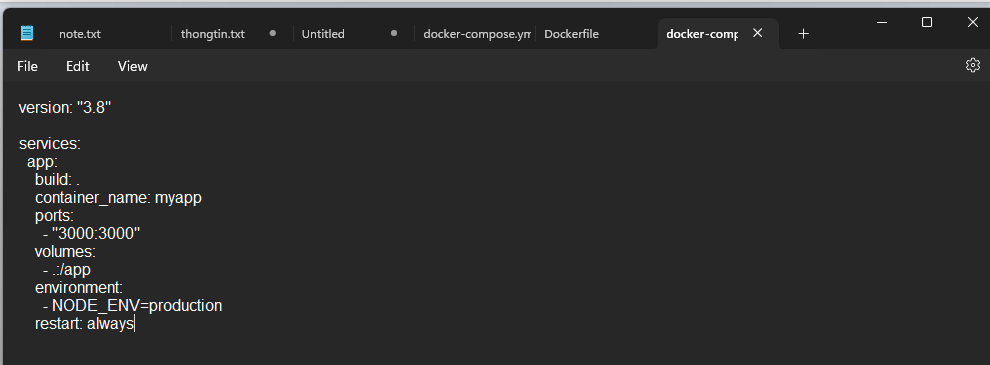 note.txt
thongtin.txt
Untitled
docker-compose.ym
Dockerfile
docker-comp
File Edit View
version: "3.8"
services:
  app:
    build: .
    container_name: myapp
    ports:
      - "3000:3000"
    volumes:
      - .:/app
    environment:
      - NODE_ENV=production
    restart: always